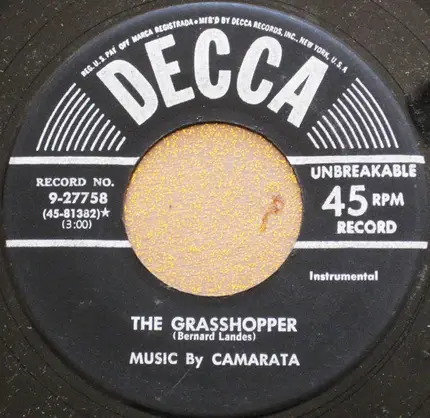 REG. U.S. PAT. OFF. MARCA REGISTRADA • MF'D BY DECCA RECORDS, INC., NEW YORK, U.S.A
DECCA
RECORD NO.
9-27758
(45-81382)★
(3:00)
UNBREAKABLE
45 RPM
RECORD
Instrumental
THE GRASSHOPPER
(Bernard Landes)
MUSIC By CAMARATA